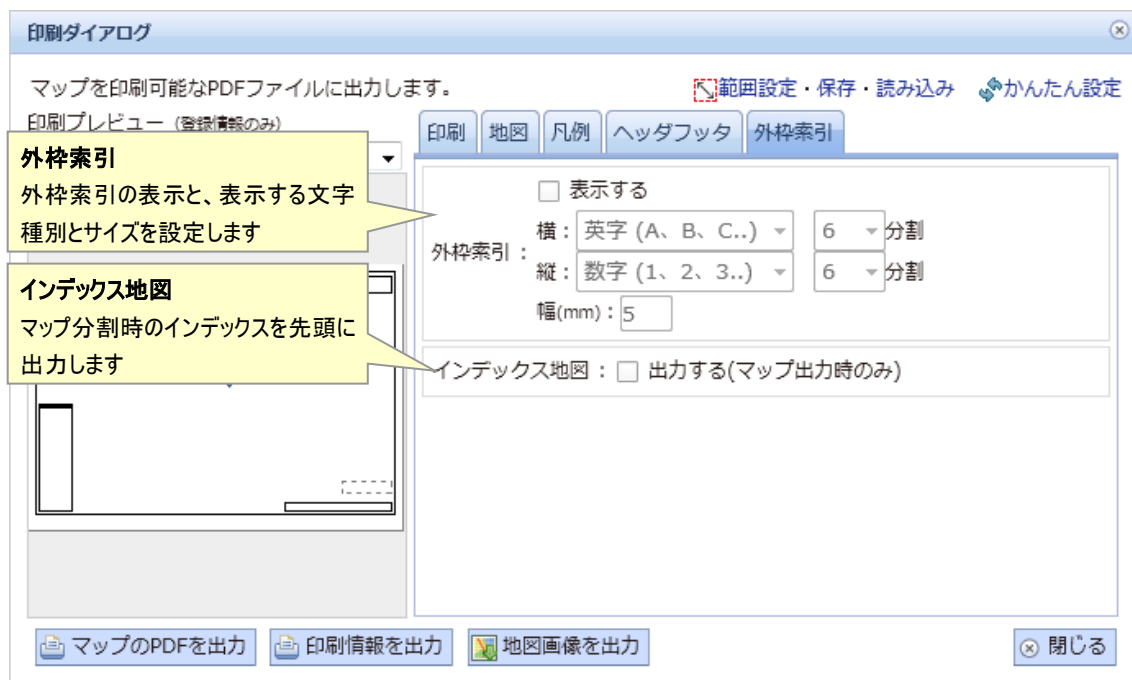 印刷ダイアログ
マップを印刷可能なPDFファイルに出力します。
範囲設定・保存・読み込み
かんたん設定
印刷プレビュー (登録情報のみ)
印刷 地図 凡例 ヘッダフッタ 外枠索引
外枠索引
外枠索引の表示と、表示する文字
種別とサイズを設定します
インデックス地図
マップ分割時のインデックスを先頭に
出力します
外枠索引：
表示する
横： 英字 (A、B、C..) 6 分割
縦： 数字 (1、2、3..) 6 分割
幅(mm)： 5
インデックス地図： 出力する(マップ出力時のみ)
マップのPDFを出力 印刷情報を出力 地図画像を出力 閉じる